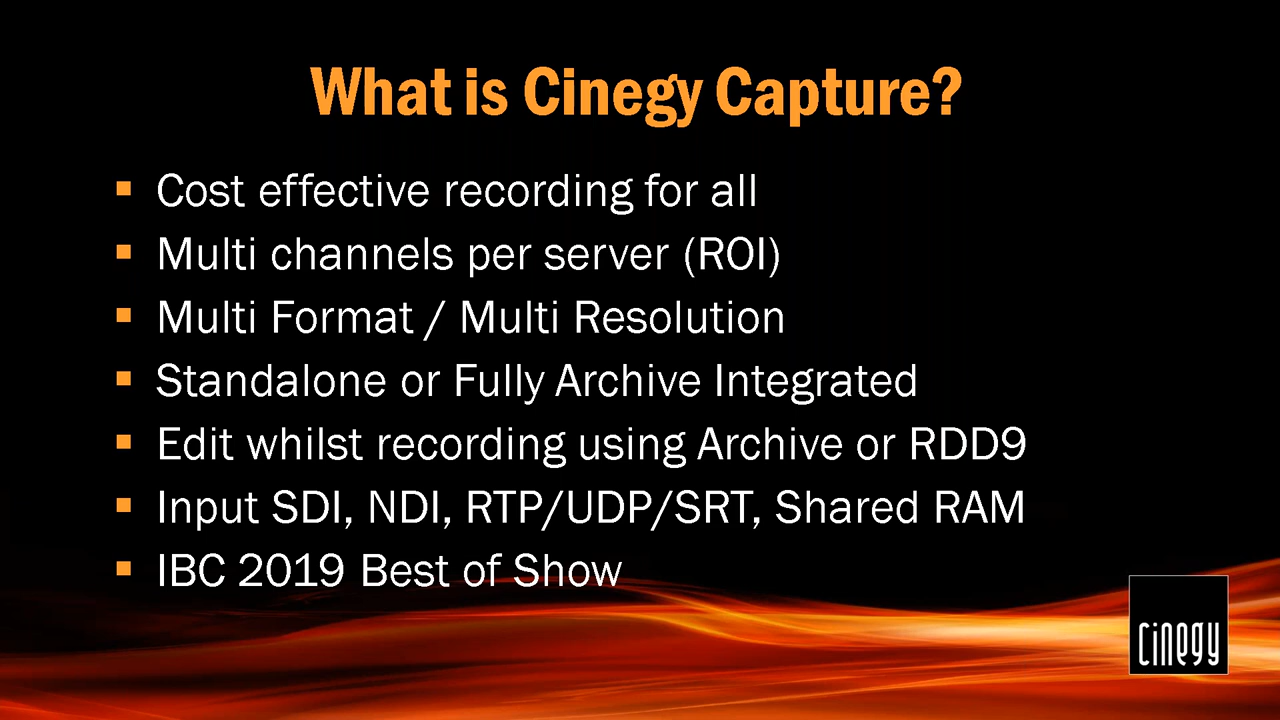 What is Cinegy Capture?
Cost effective recording for all
Multi channels per server (ROI)
Multi Format / Multi Resolution
Standalone or Fully Archive Integrated
Edit whilst recording using Archive or RDD9
Input SDI, NDI, RTP/UDP/SRT, Shared RAM
IBC 2019 Best of Show
cinegy